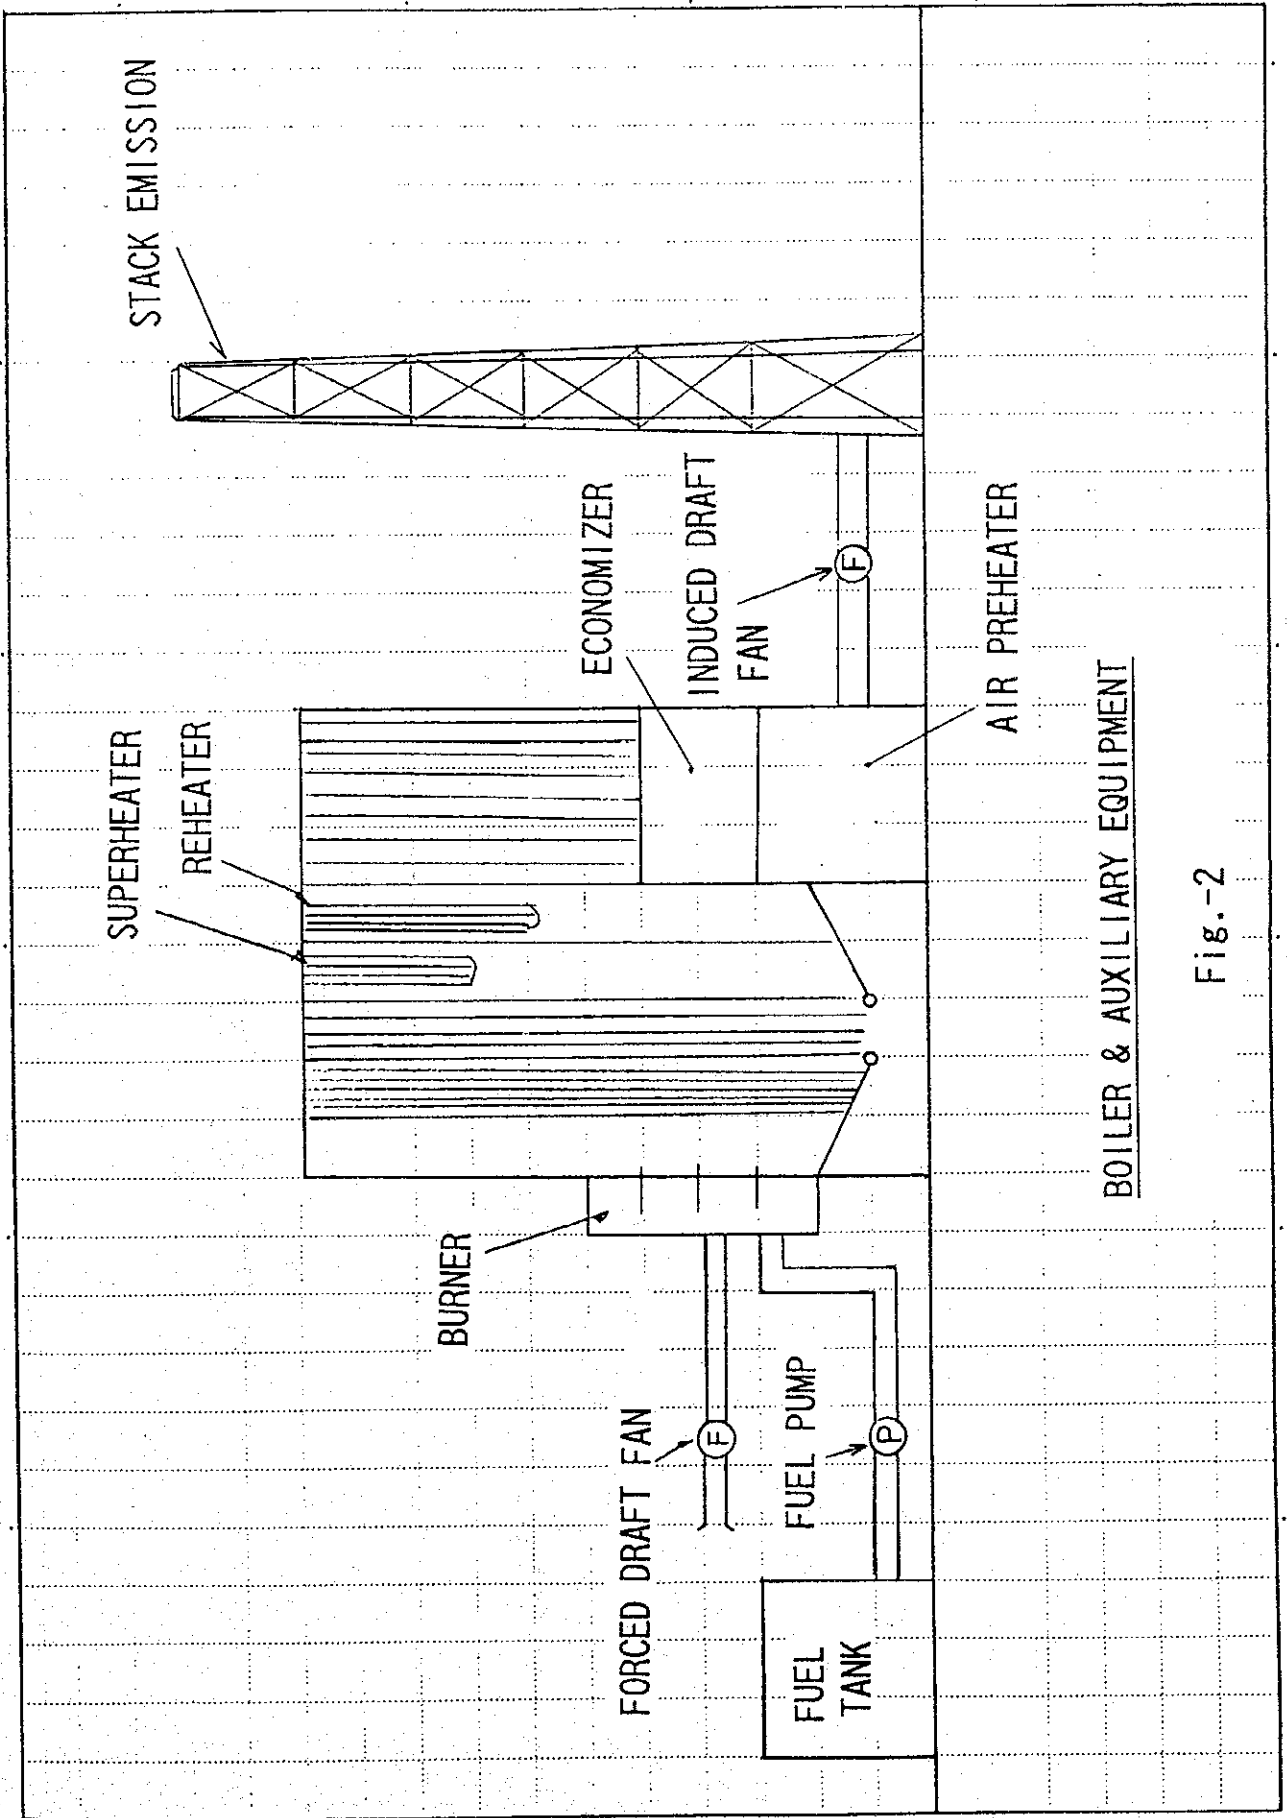 STACK EMISSION
SUPERHEATER
REHEATER
ECONOMIZER
INDUCED DRAFT
FAN
F
AIR PREHEATER
BURNER
FORCED DRAFT FAN
F
FUEL PUMP
P
FUEL
TANK
BOILER & AUXILIARY EQUIPMENT
Fig.-2